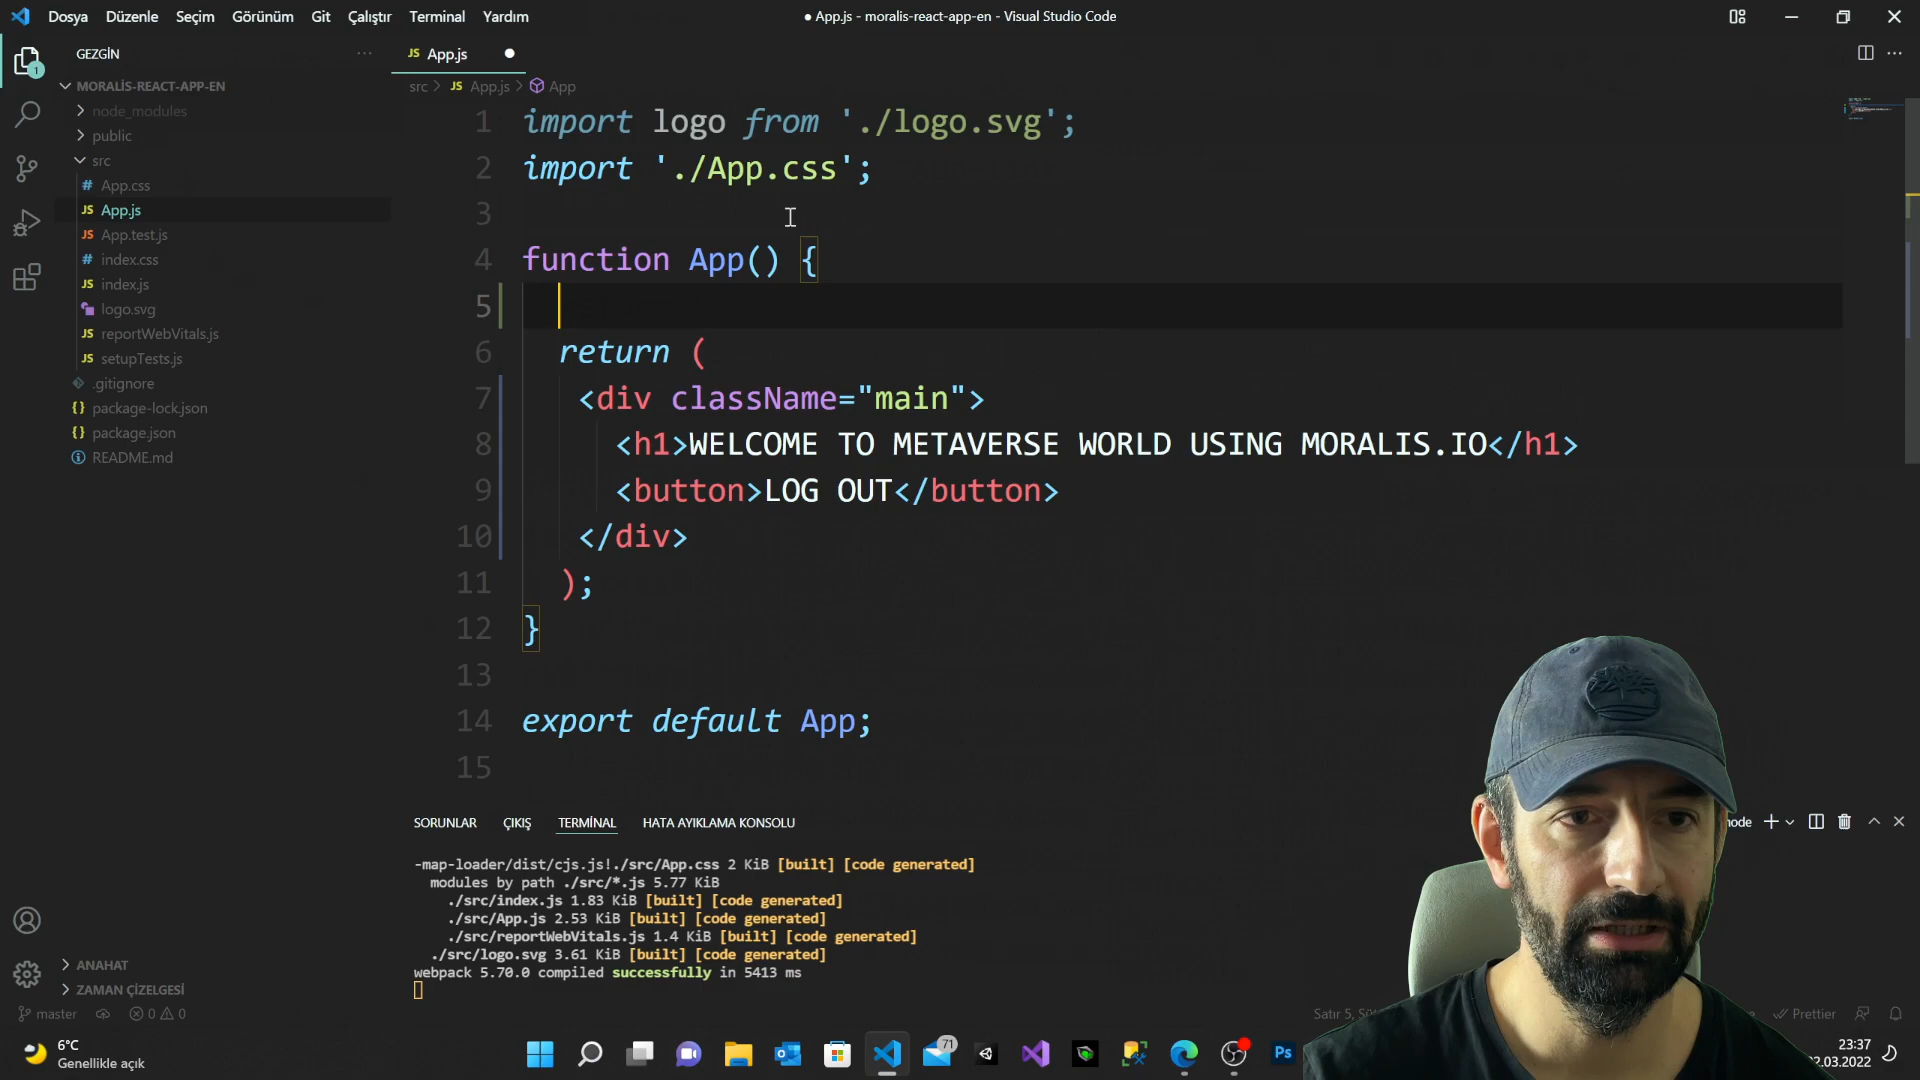 Dosya Düzenle Seçim Görünüm Git Çalıştır Terminal Yardım
● App.js - moralis-react-app-en - Visual Studio Code
GEZGİN
JS App.js
1
MORALİS-REACT-APP-EN
src > JS App.js > App
node_modules
public
src
# App.css
JS App.js
JS App.test.js
# index.css
JS index.js
logo.svg
JS reportWebVitals.js
JS setupTests.js
.gitignore
{} package-lock.json
{} package.json
README.md
1 import logo from './logo.svg';
2 import './App.css';
3
4 function App() {
5
6 return (
7 <div className="main">
8 <h1>WELCOME TO METAVERSE WORLD USING MORALIS.IO</h1>
9 <button>LOG OUT</button>
10 </div>
11 );
12 }
13
14 export default App;
15
SORUNLAR ÇIKIŞ TERMİNAL HATA AYIKLAMA KONSOLU
-map-loader/dist/cjs.js!./src/App.css 2 KiB [built] [code generated]
modules by path ./src/*.js 5.77 KiB
./src/index.js 1.83 KiB [built] [code generated]
./src/App.js 2.53 KiB [built] [code generated]
./src/reportWebVitals.js 1.4 KiB [built] [code generated]
./src/logo.svg 3.61 KiB [built] [code generated]
webpack 5.70.0 compiled successfully in 5413 ms
ANAHAT
ZAMAN ÇİZELGESİ
master 0 0
Satır 5,
Prettier
6°C
Genellikle açık
71
Ps
23:37
.03.2022